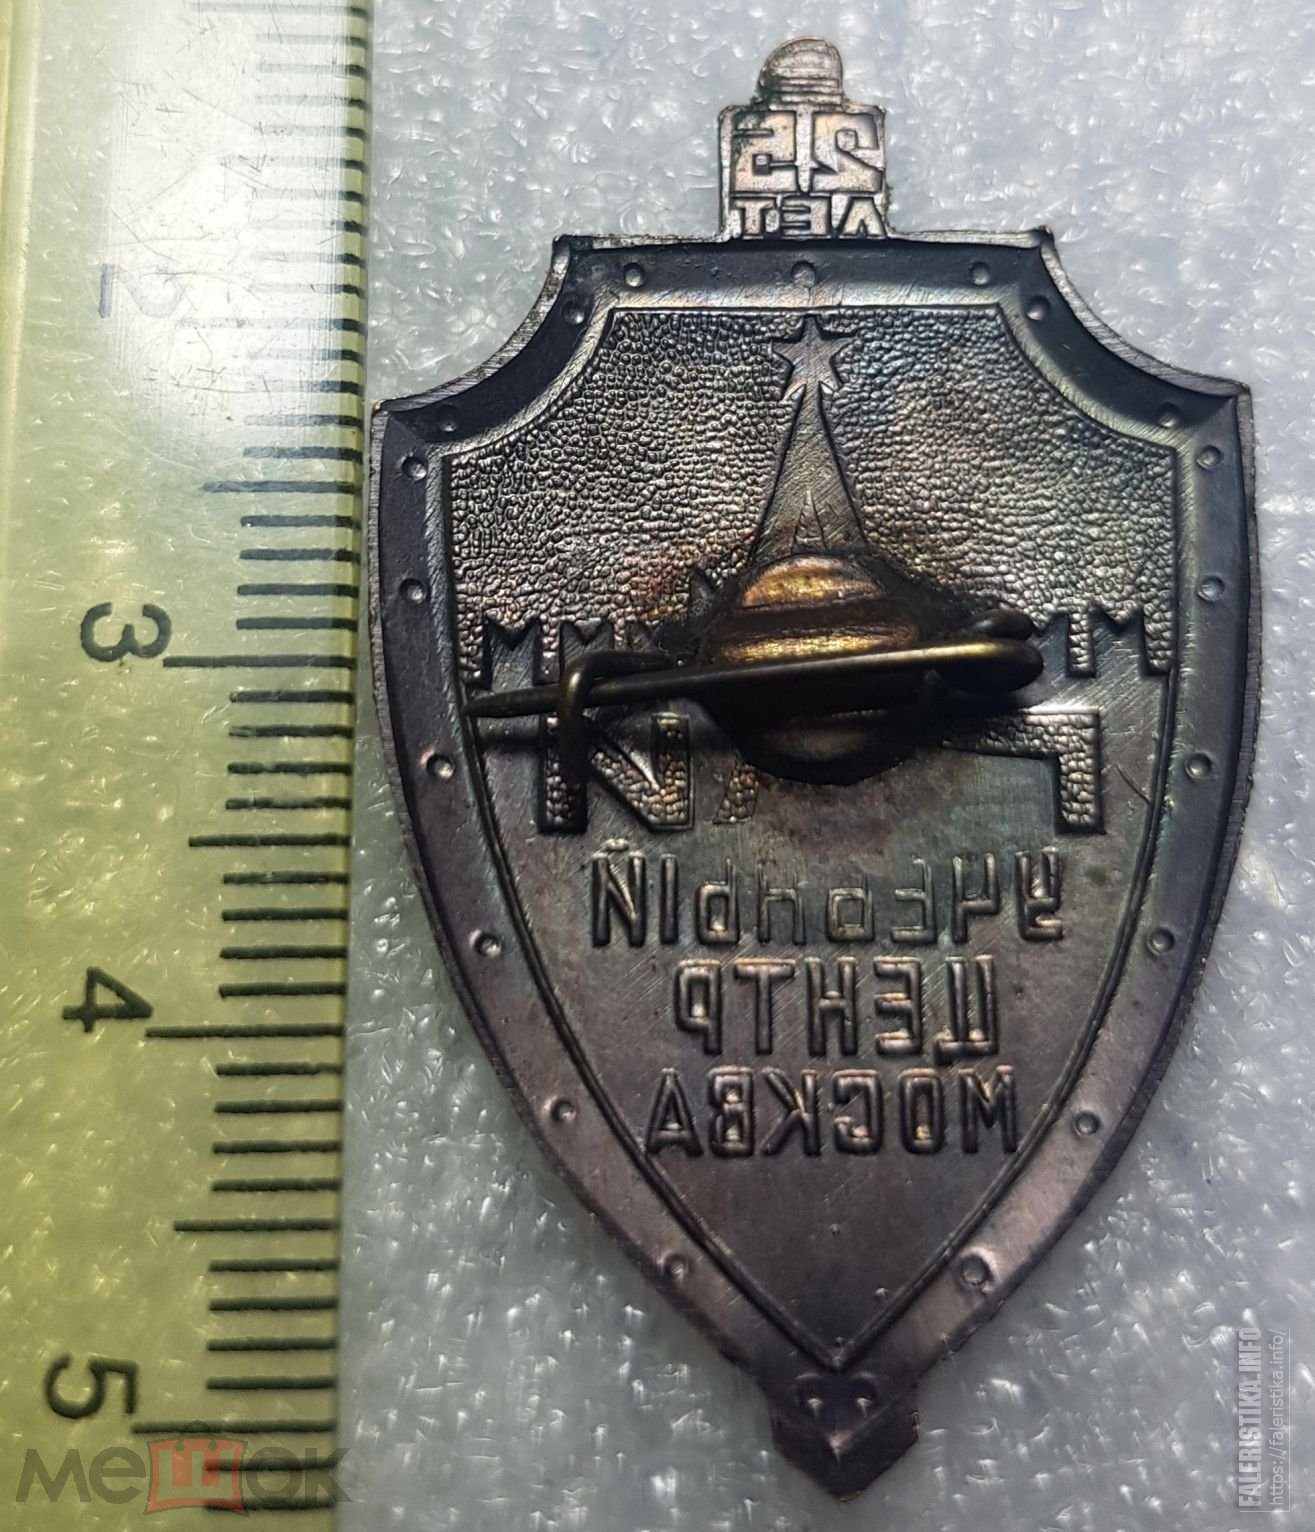 25
ЛЕТ
УЧЕБНЫЙ
ЦЕНТР
МОСКВА
2
3
4
5
мешок
FALERISTIKA.INFO
https://faleristika.info/